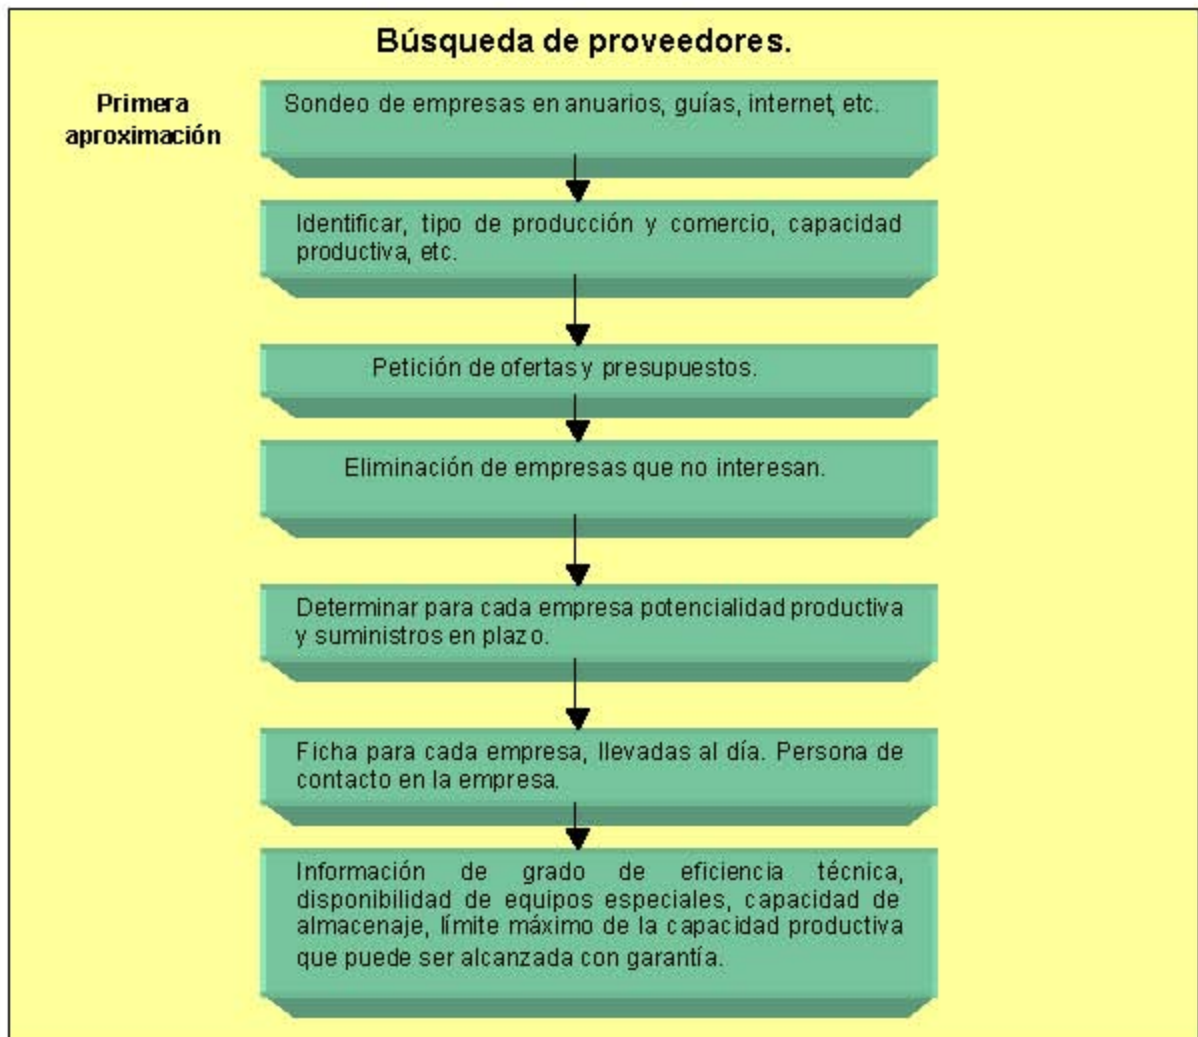 Búsqueda de proveedores.
Primera
aproximación
Sondeo de empresas en anuarios, guías, internet, etc.
Identificar, tipo de producción y comercio, capacidad
productiva, etc.
Petición de ofertas y presupuestos.
Eliminación de empresas que no interesan.
Determinar para cada empresa potencialidad productiva
y suministros en plazo.
Ficha para cada empresa, llevadas al día. Persona de
contacto en la empresa.
Información de grado de eficiencia técnica,
disponibilidad de equipos especiales, capacidad de
almacenaje, límite máximo de la capacidad productiva
que puede ser alcanzada con garantía.